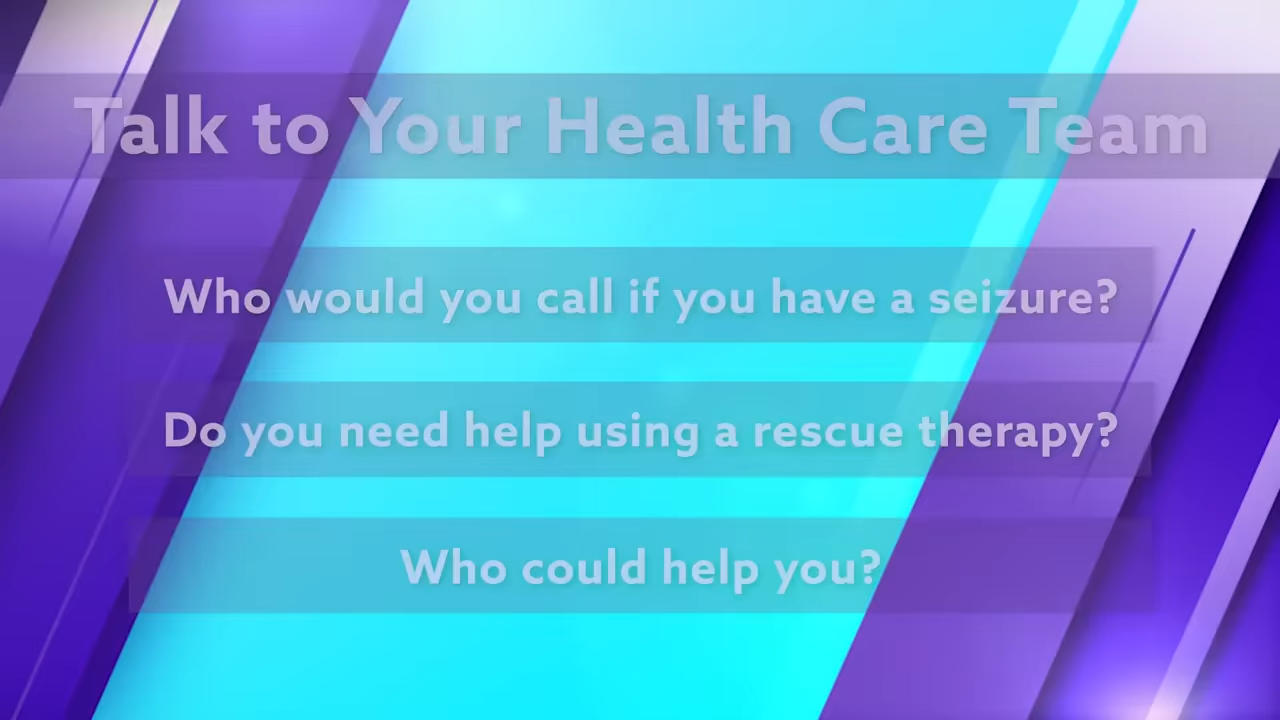 Talk to Your Health Care Team
Who would you call if you have a seizure?
Do you need help using a rescue therapy?
Who could help you?